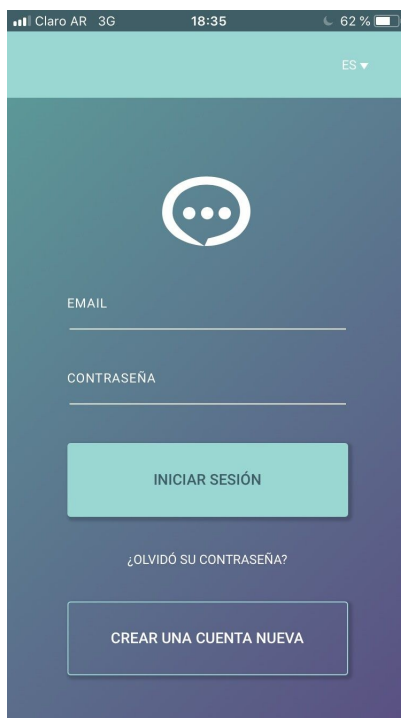 Claro AR 3G 18:35 62 %
ES
EMAIL
CONTRASEÑA
INICIAR SESIÓN
¿OLVIDÓ SU CONTRASEÑA?
CREAR UNA CUENTA NUEVA